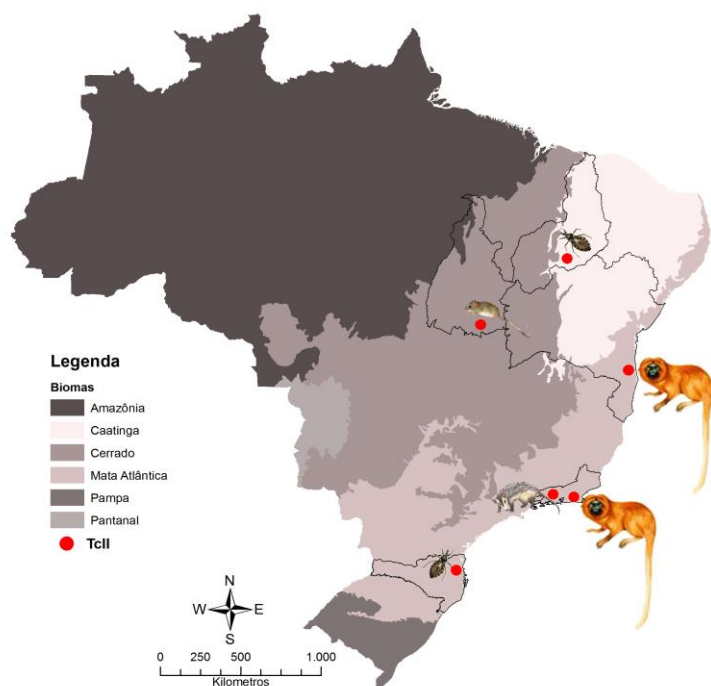 Legenda
Biomas
Amazônia
Caatinga
Cerrado
Mata Atlântica
Pampa
Pantanal
TcII
N
W E
S
0 250 500 1.000
Kilometros